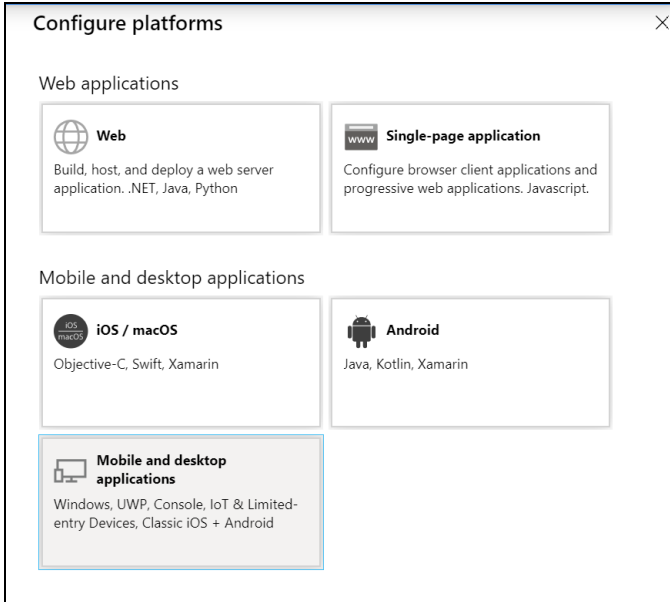 Configure platforms
Web applications
Web
Build, host, and deploy a web server
application. .NET, Java, Python
www
Single-page application
Configure browser client applications and
progressive web applications. Javascript.
Mobile and desktop applications
iOS
macOS
iOS / macOS
Objective-C, Swift, Xamarin
Android
Java, Kotlin, Xamarin
Mobile and desktop
applications
Windows, UWP, Console, IoT & Limited-
entry Devices, Classic iOS + Android